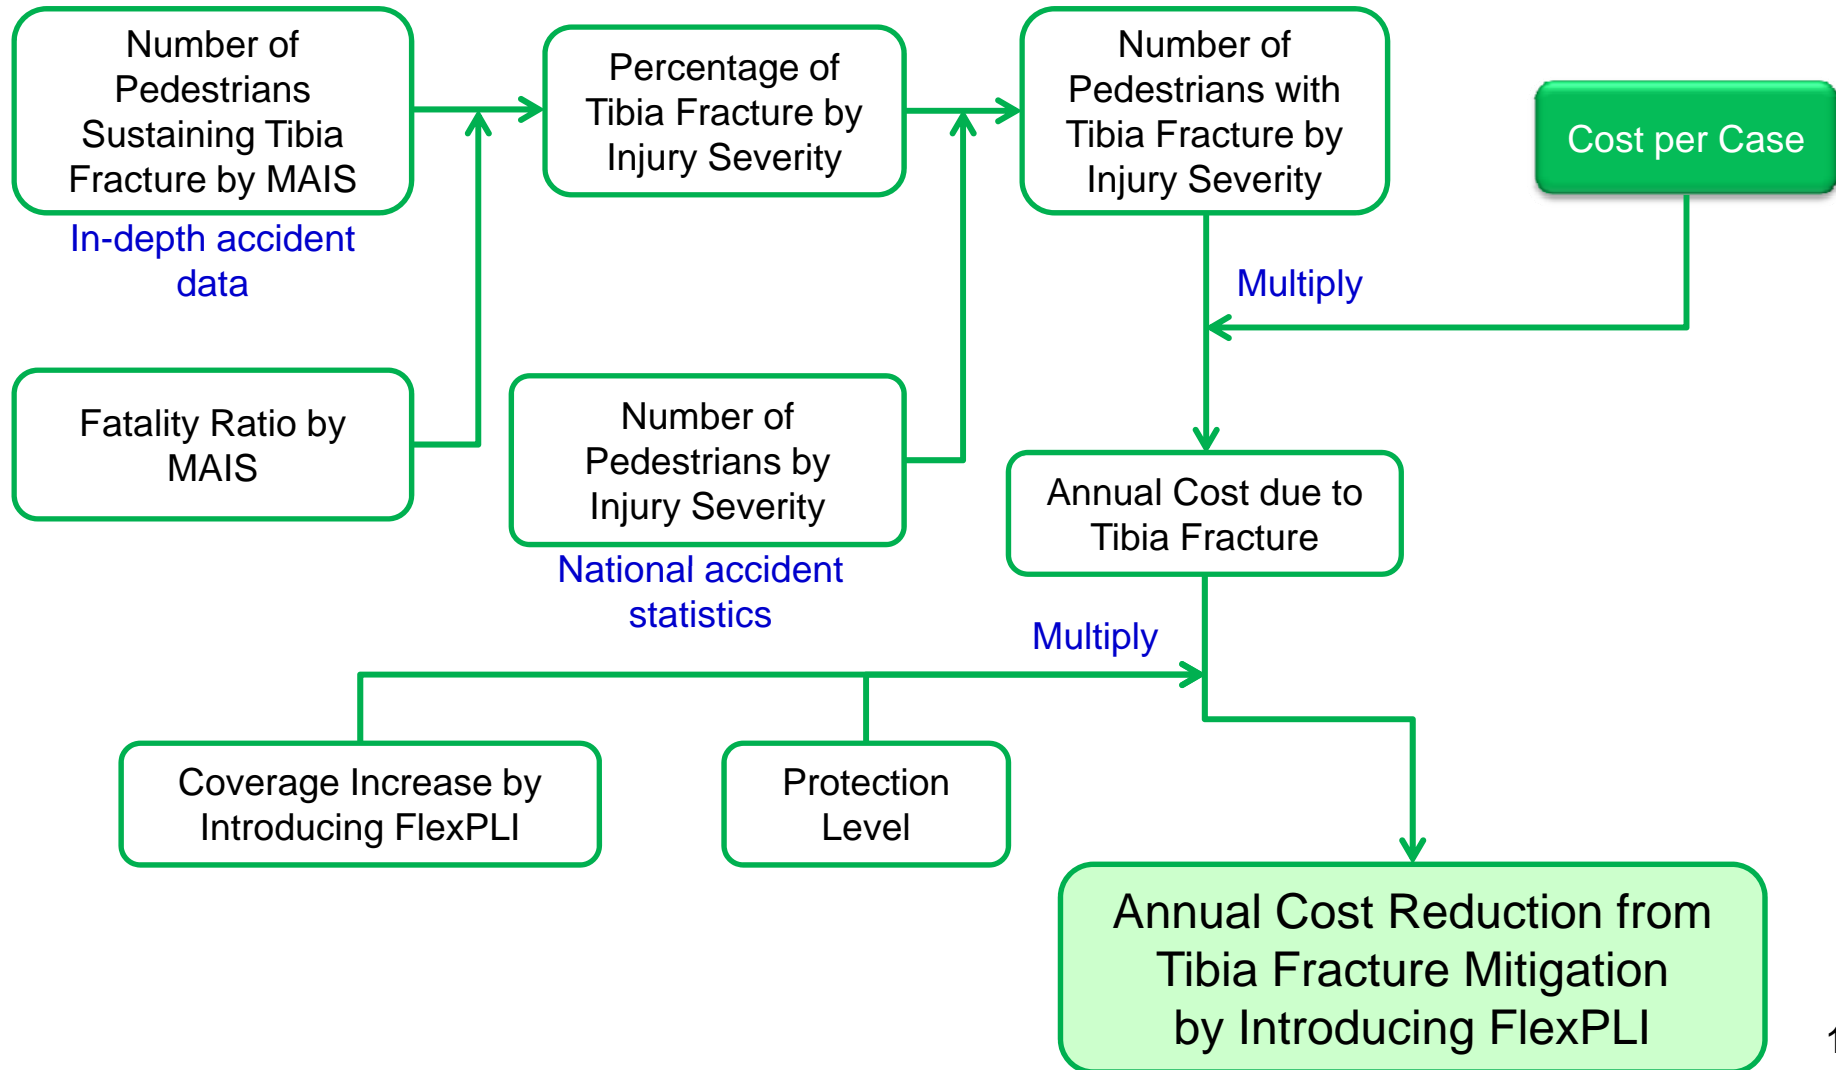 Number of
Pedestrians
Sustaining Tibia
Fracture by MAIS
In-depth accident
data
Percentage of
Tibia Fracture by
Injury Severity
Number of
Pedestrians with
Tibia Fracture by
Injury Severity
Cost per Case
Multiply
Fatality Ratio by
MAIS
Number of
Pedestrians by
Injury Severity
National accident
statistics
Annual Cost due to
Tibia Fracture
Multiply
Coverage Increase by
Introducing FlexPLI
Protection
Level
Annual Cost Reduction from
Tibia Fracture Mitigation
by Introducing FlexPLI